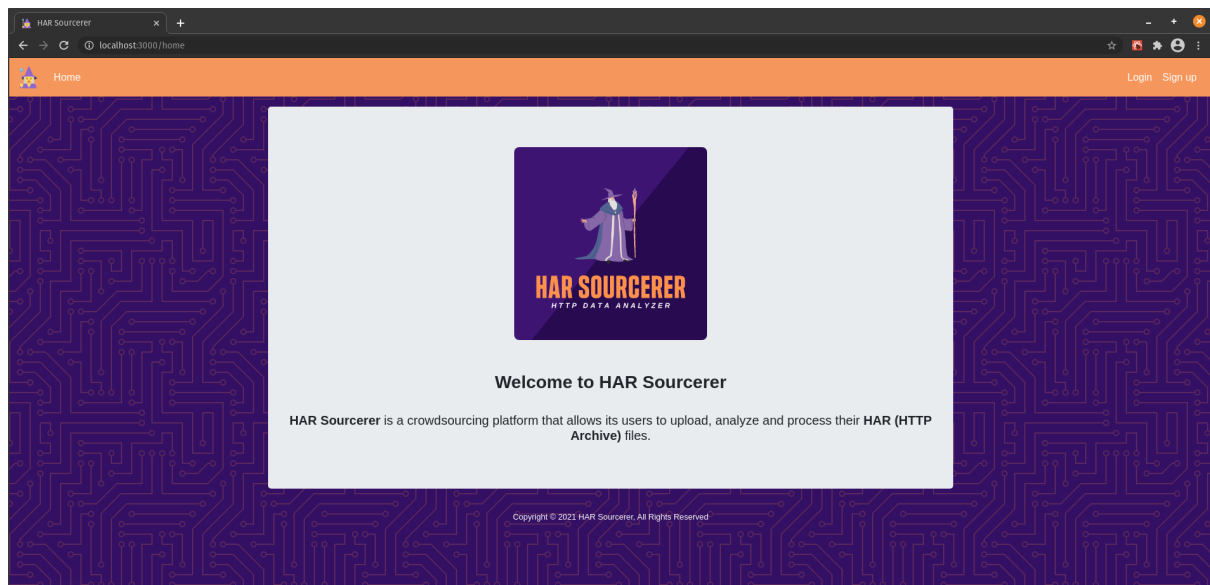 HAR Sourcerer
localhost:3000/home
Home
Login
Sign up
HAR SOURCERER
HTTP DATA ANALYZER
Welcome to HAR Sourcerer
HAR Sourcerer is a crowdsourcing platform that allows its users to upload, analyze and process their HAR (HTTP
Archive) files.
Copyright © 2021 HAR Sourcerer. All Rights Reserved